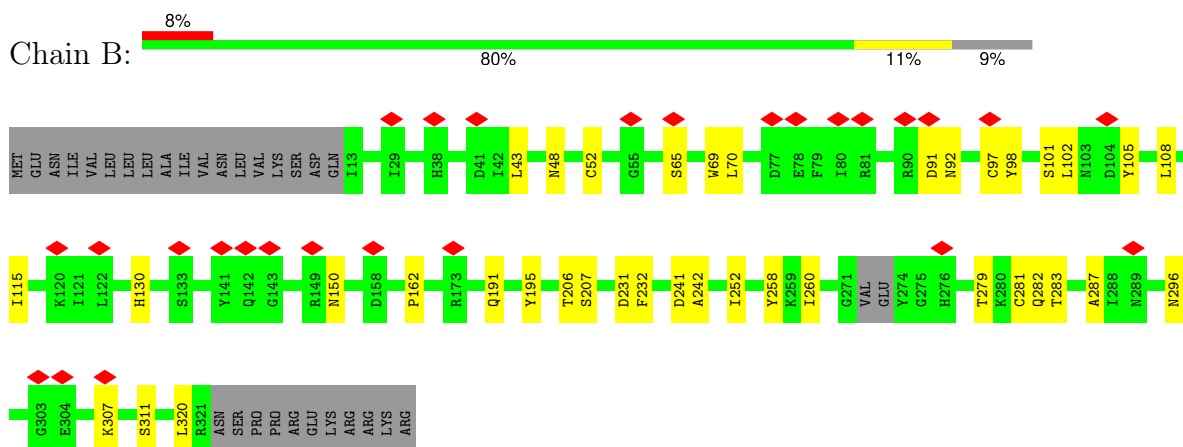 8%
Chain B:
80% 11% 9%
MET GLU ASN ILE VAL LEU LEU LEU ALA ILE VAL ASN LEU VAL LYS SER ASP GLN I13 I29 H38 D41 I42 L43 N48 C52 G55 S65 W69 L70 D77 E78 F79 I80 R81 R90 D91 N92 C97 Y98 S101 L102 N103 D104 Y105 L108
I115 K120 I121 L122 H130 S133 Y141 Q142 G143 R149 N150 D158 P162 R173 Q191 Y195 T206 S207 D231 F232 D241 A242 I252 Y258 K259 I260 G271 VAL GLU Y274 G275 H276 T279 K280 C281 Q282 T283 A287 I288 N289 N296
G303 E304 K307 S311 L320 R321 ASN SER PRO PRO ARG GLU LYS ARG ARG LYS ARG